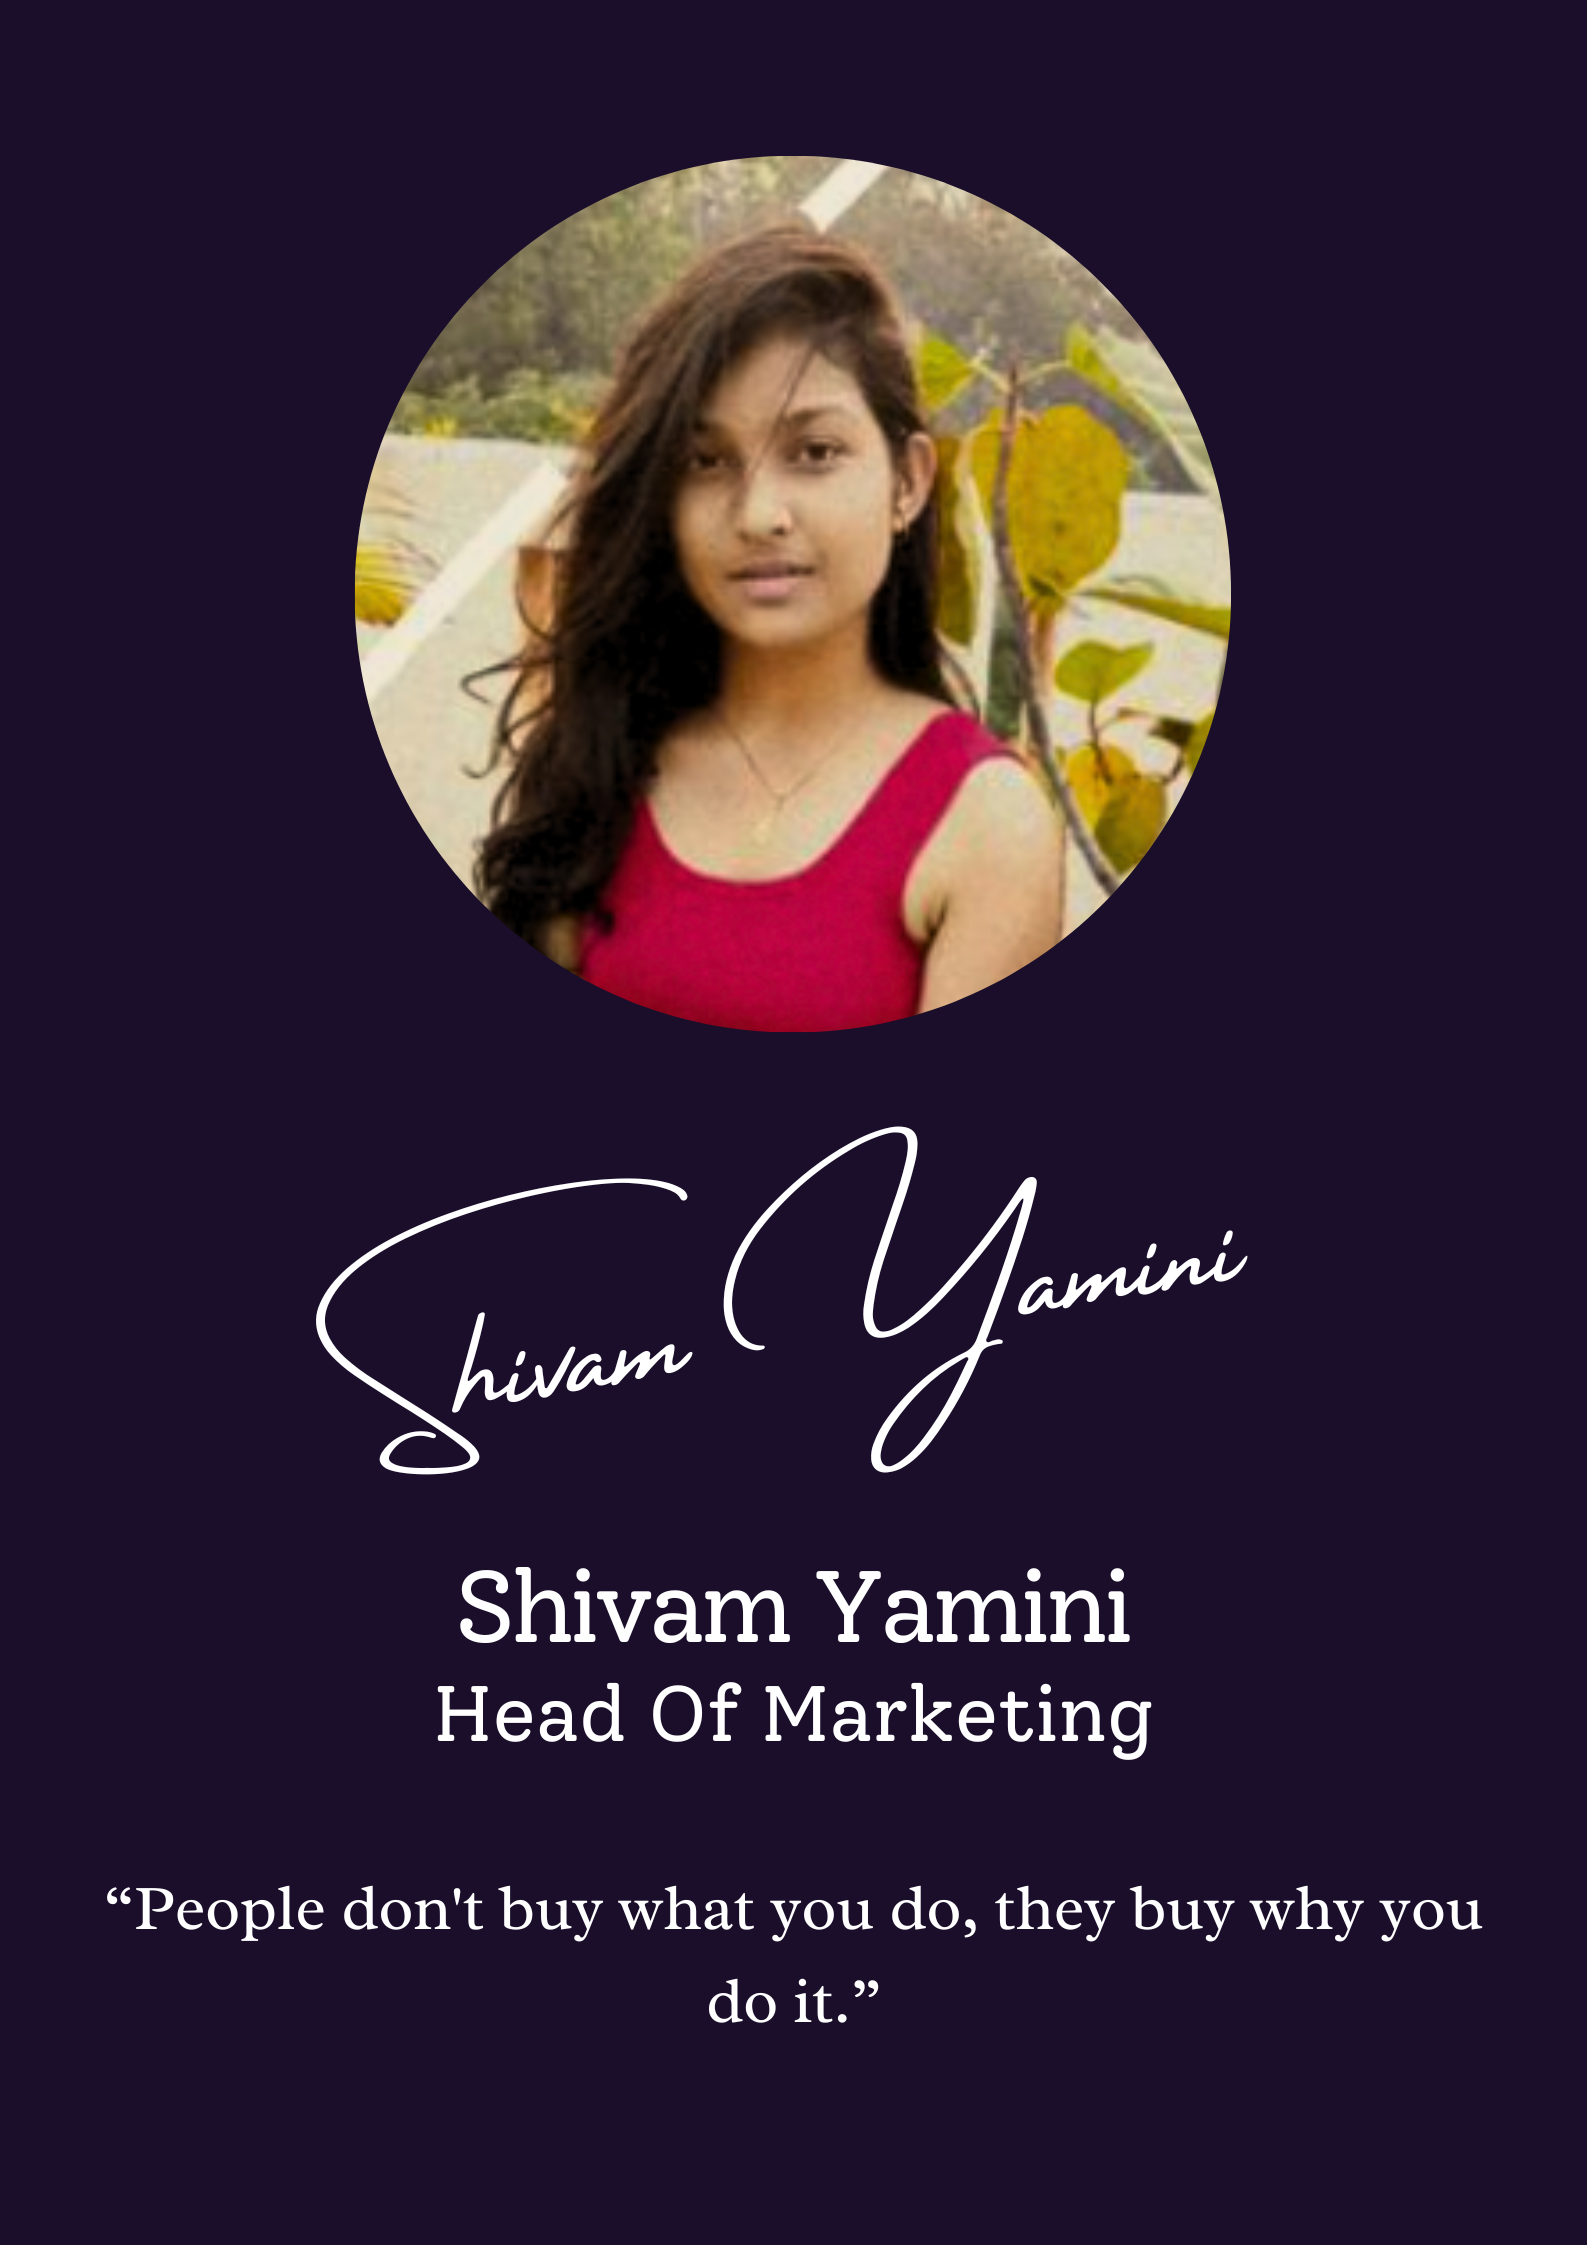 Shivam Yamini
Shivam Yamini
Head Of Marketing
“People don't buy what you do, they buy why you
do it.”